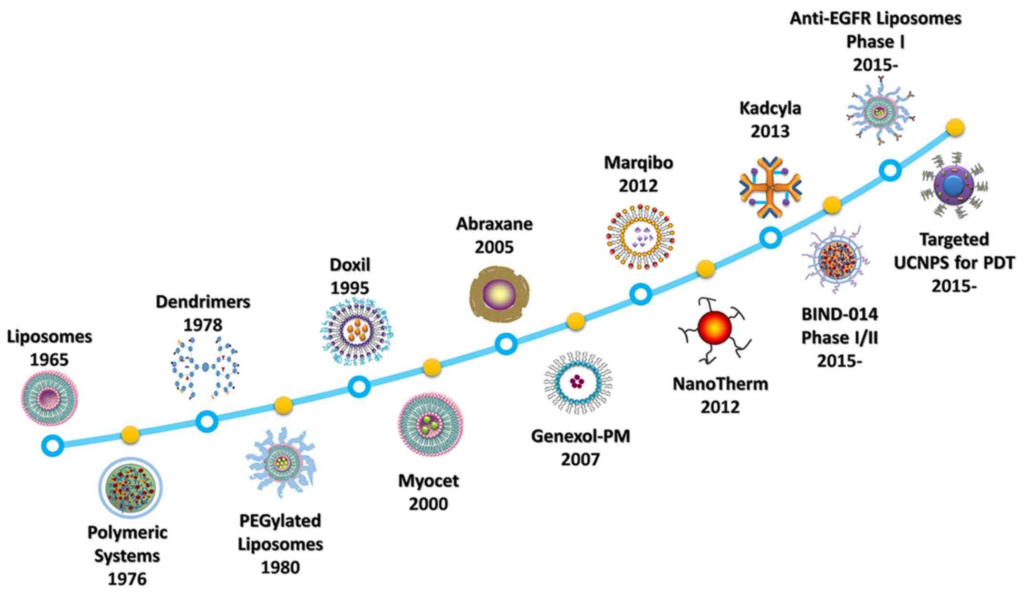 Liposomes
1965
Polymeric
Systems
1976
Dendrimers
1978
PEGylated
Liposomes
1980
Doxil
1995
Myocet
2000
Abraxane
2005
Genexol-PM
2007
Marqibo
2012
NanoTherm
2012
Kadcyla
2013
BIND-014
Phase I/II
2015-
Anti-EGFR Liposomes
Phase I
2015-
Targeted
UCNPS for PDT
2015-